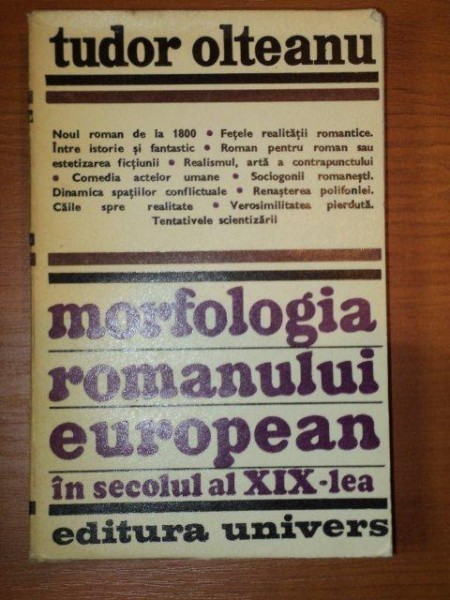 tudor olteanu
Noul roman de la 1800 • Fețele realității romantice.
Între istorie și fantastic • Roman pentru roman sau
estetizarea ficțiunii • Realismul, artă a contrapunctului
• Comedia actelor umane • Sociogonii romanești.
Dinamica spațiilor conflictuale • Renașterea polifoniei.
Căile spre realitate • Verosimilitatea pierdută.
Tentativele scientizării
morfologia
romanului
european
în secolul al XIX-lea
editura univers